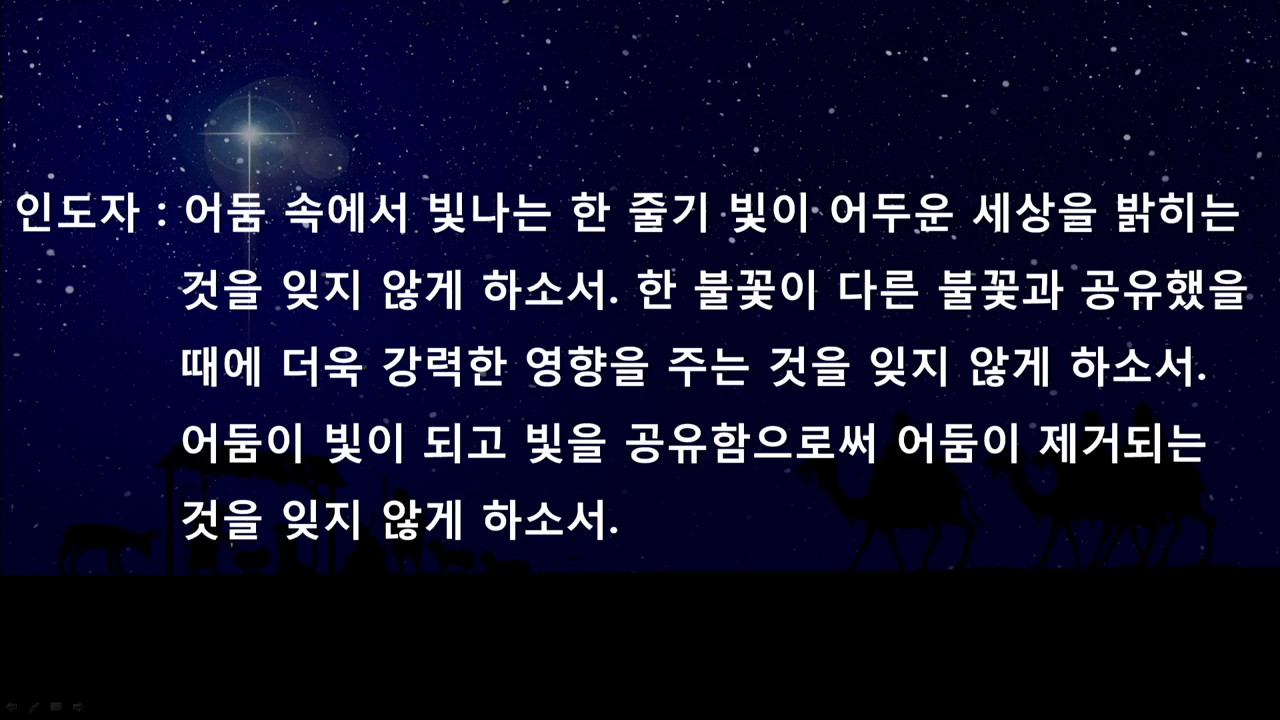 인도자 : 어둠 속에서 빛나는 한 줄기 빛이 어두운 세상을 밝히는
것을 잊지 않게 하소서. 한 불꽃이 다른 불꽃과 공유했을
때에 더욱 강력한 영향을 주는 것을 잊지 않게 하소서.
어둠이 빛이 되고 빛을 공유함으로써 어둠이 제거되는
것을 잊지 않게 하소서.